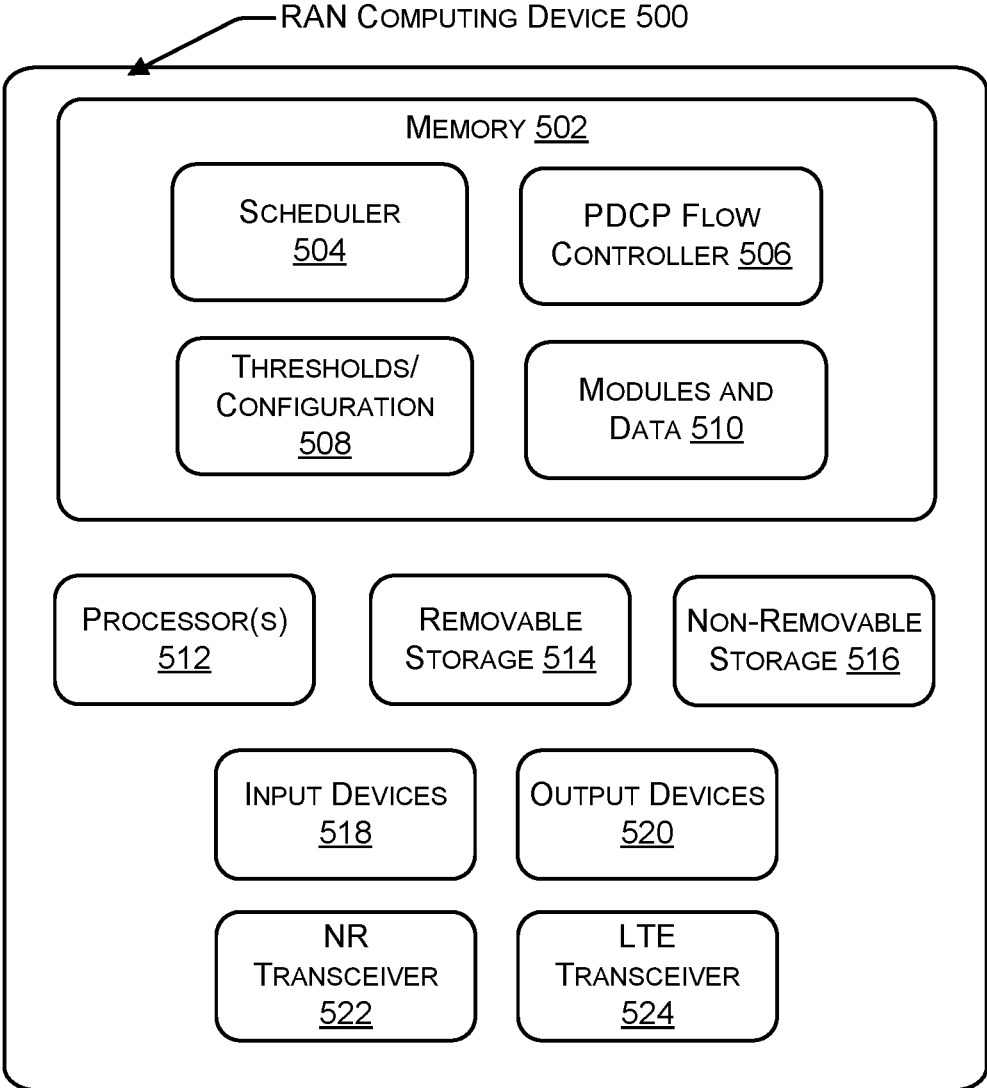 RAN COMPUTING DEVICE 500
MEMORY 502
SCHEDULER
504
PDCP FLOW
CONTROLLER 506
THRESHOLDS/
CONFIGURATION
508
MODULES AND
DATA 510
PROCESSOR(S)
512
REMOVABLE
STORAGE 514
NON-REMOVABLE
STORAGE 516
INPUT DEVICES
518
OUTPUT DEVICES
520
NR
TRANSCEIVER
522
LTE
TRANSCEIVER
524